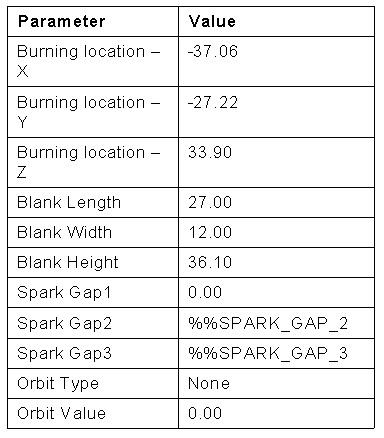 Parameter Value
Burning location – -37.06
X
Burning location – -27.22
Y
Burning location – 33.90
Z
Blank Length 27.00
Blank Width 12.00
Blank Height 36.10
Spark Gap1 0.00
Spark Gap2 %%SPARK_GAP_2
Spark Gap3 %%SPARK_GAP_3
Orbit Type None
Orbit Value 0.00